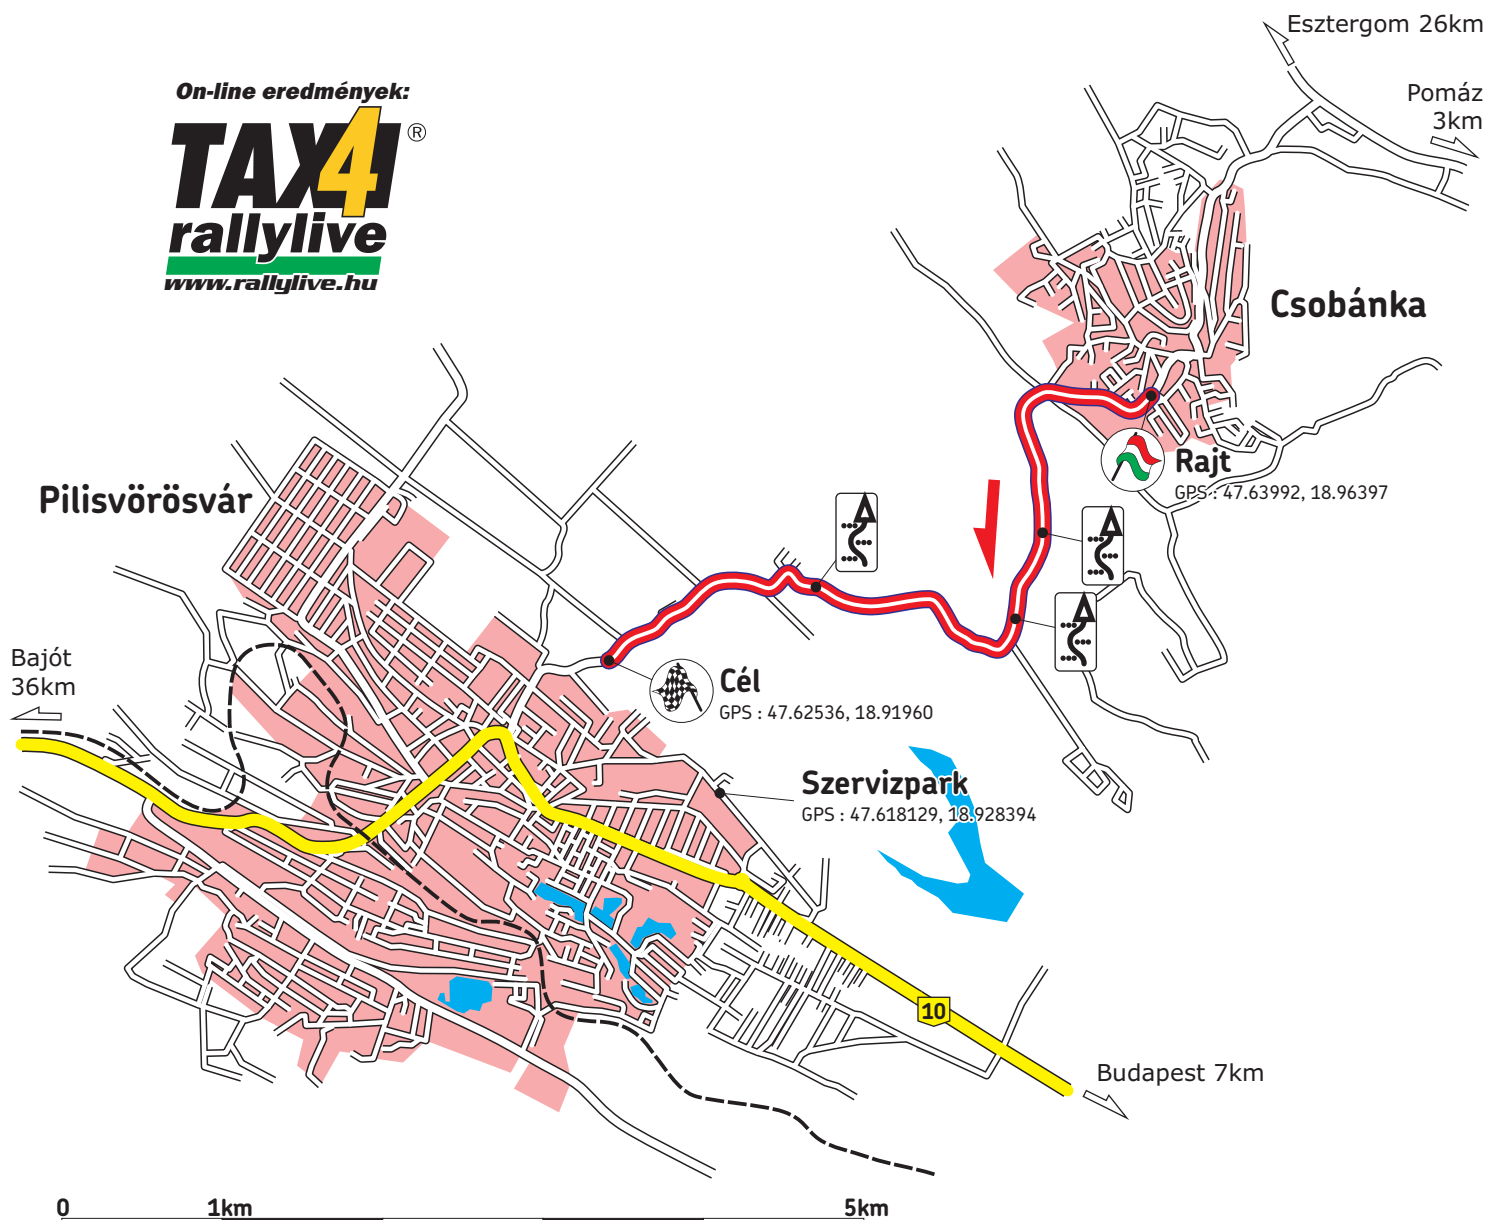 Esztergom 26km
Pomáz
3km
On-line eredmények:
TAX4 ®
rallylive
www.rallylive.hu
Csobánka
Rajt
GPS : 47.63992, 18.96397
Pilisvörösvár
Bajót
36km
Cél
GPS : 47.62536, 18.91960
Szervizpark
GPS : 47.618129, 18.928394
10
Budapest 7km
0 1km 5km